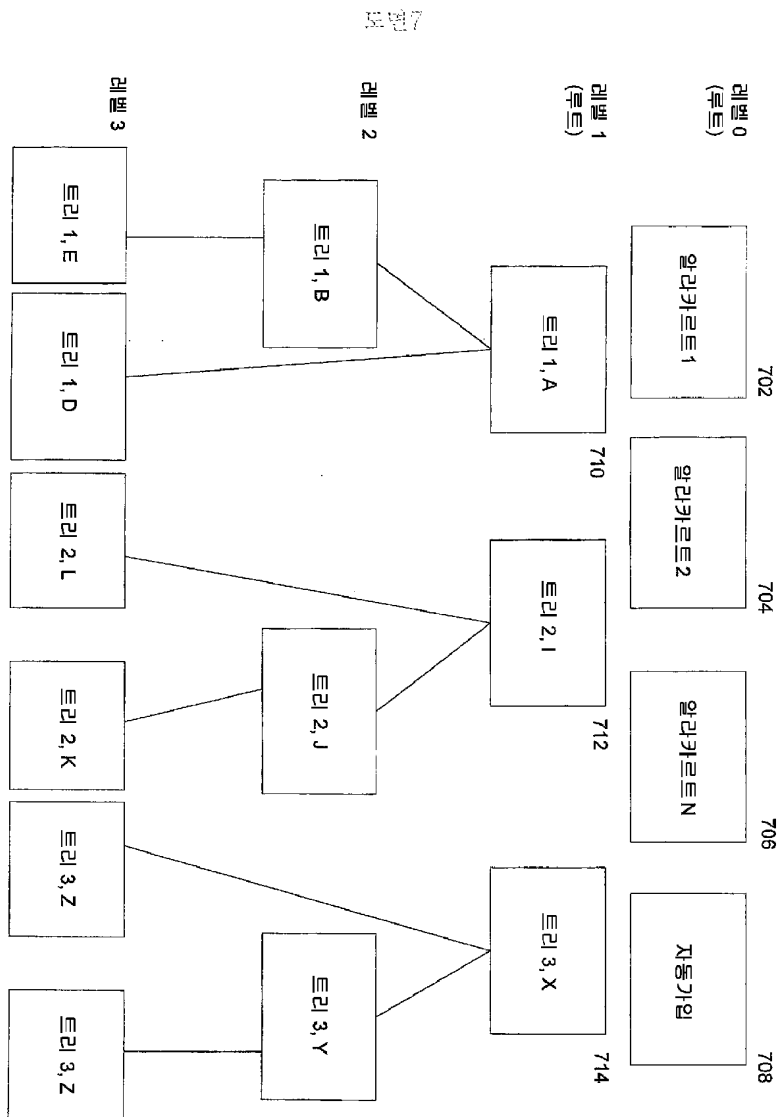 도면7
레벨 0
(루트)
알라카르트1
702
알라카르트2
704
알라카르트N
706
자동가입
708
레벨 1
(루트)
트리 1, A
710
트리 2, I
712
트리 3, X
714
레벨 2
트리 1, B
트리 2, J
트리 3, Y
레벨 3
트리 1, E
트리 1, D
트리 2, L
트리 2, K
트리 3, Z
트리 3, Z